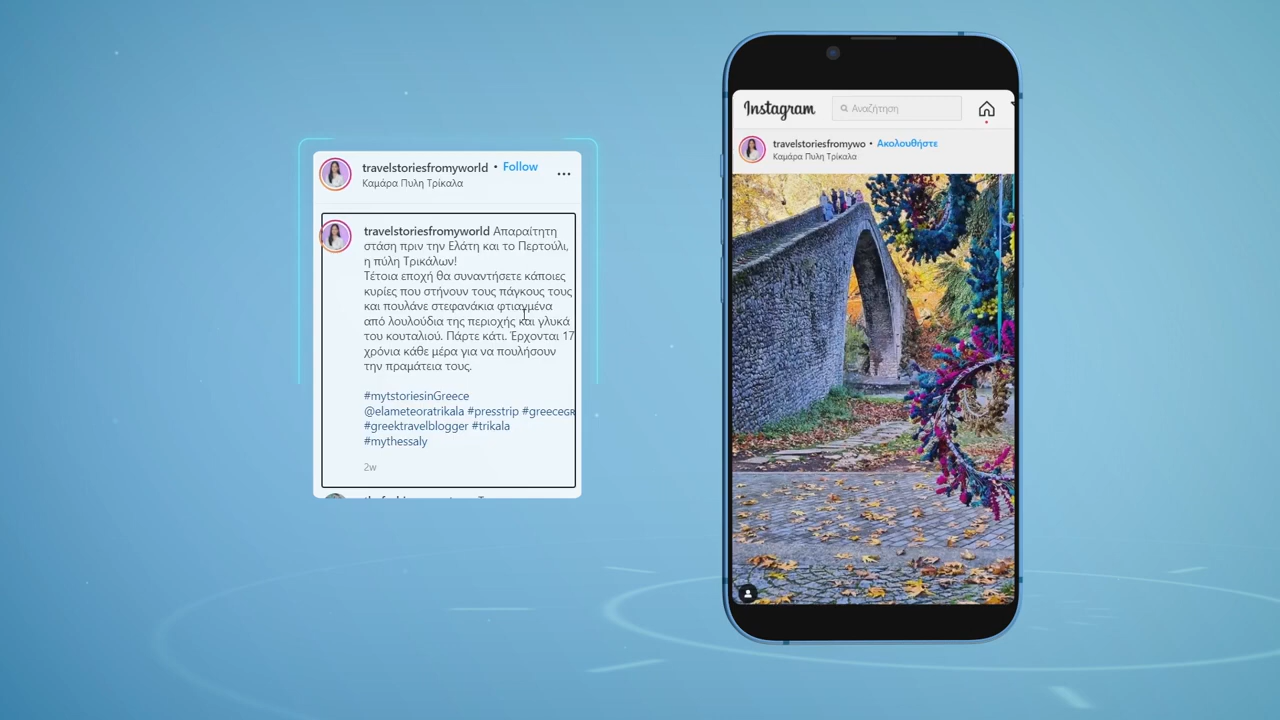 travelstoriesfromyworld • Follow
Καμάρα Πυλη Τρίκαλα
travelstoriesfromyworld Απαραίτητη
στάση πριν την Ελάτη και το Περτούλι,
η πύλη Τρικάλων!
Τέτοια εποχή θα συναντήσετε κάποιες
κυρίες που στήνουν τους πάγκους τους
και πουλάνε στεφανάκια φτιαγμένα
από λουλούδια της περιοχής και γλυκά
του κουταλιού. Πάρτε κάτι. Έρχονται 17
χρόνια κάθε μέρα για να πουλήσουν
την πραμάτεια τους.
#mytstoriesinGreece
@elameteoratrikala #presstrip #greeceGR
#greektravelblogger #trikala
#mythessaly
2w
Instagram
Αναζήτηση
travelstoriesfromywo • Ακολουθήστε
Καμάρα Πυλη Τρίκαλα